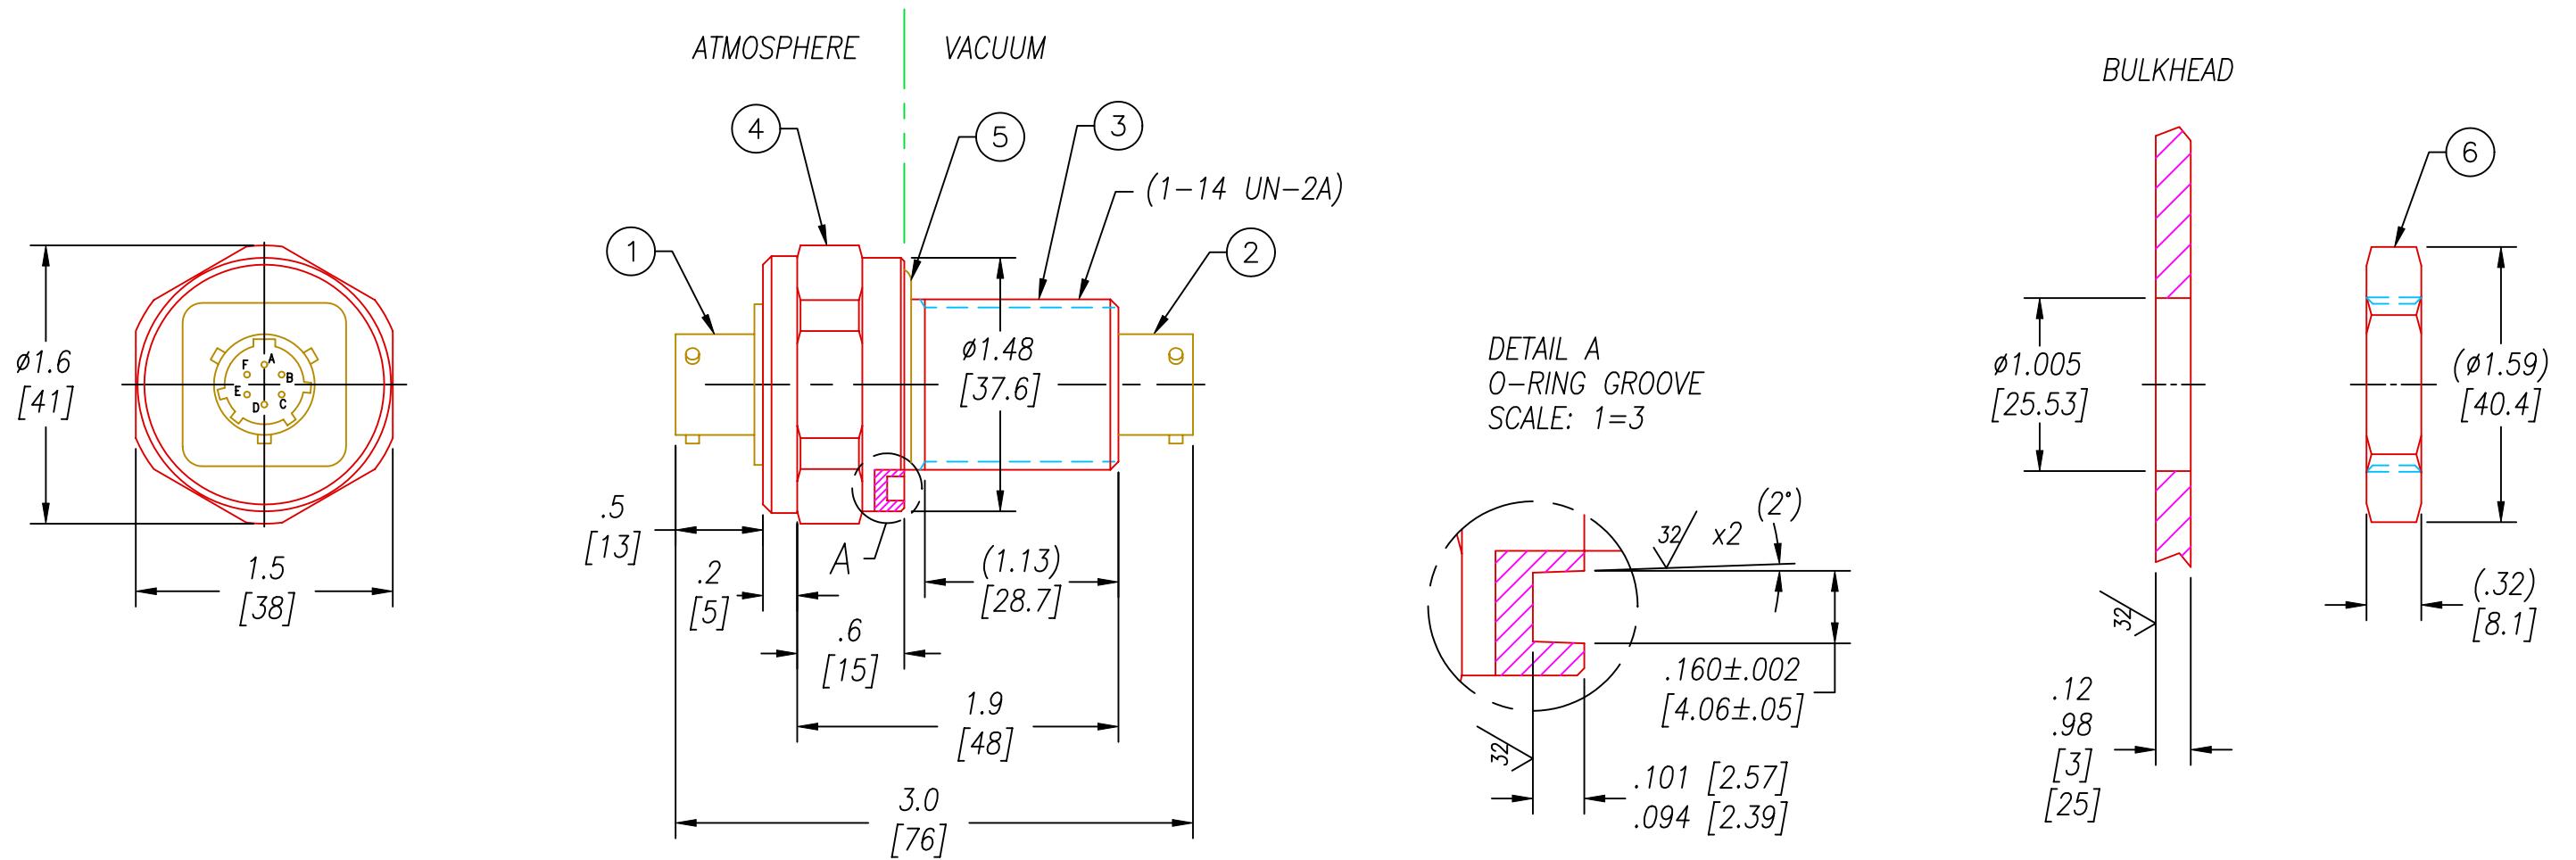 ATMOSPHERE
VACUUM
BULKHEAD
4
5
3
6
(1-14 UN-2A)
1
2
ø1.6
[41]
A
B
C
D
E
F
1.5
[38]
ø1.48
[37.6]
.5
[13]
.2
[5]
A
.6
[15]
(1.13)
[28.7]
1.9
[48]
3.0
[76]
DETAIL A
O-RING GROOVE
SCALE: 1=3
32
x2
(2°)
.160±.002
[4.06±.05]
32
.101 [2.57]
.094 [2.39]
ø1.005
[25.53]
32
.12
.98
[3]
[25]
(ø1.59)
[40.4]
(.32)
[8.1]